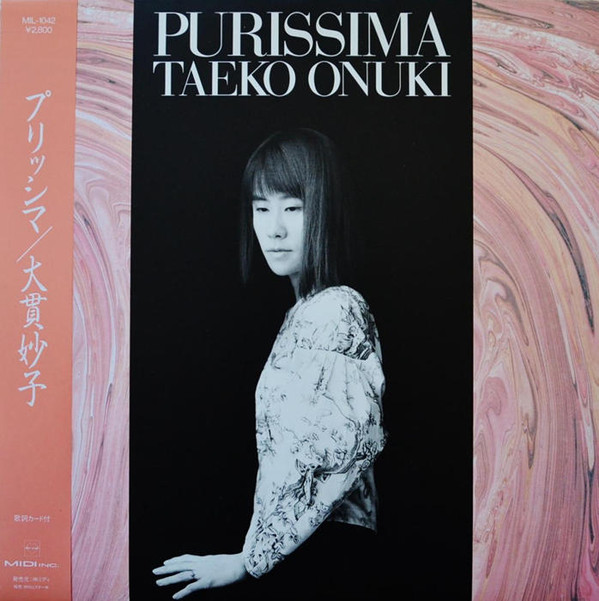 MIL-1042
¥2,800
プリッシマ/大貫妙子
歌詞カード付
MIDI INC.
PURISSIMA
TAEKO ONUKI